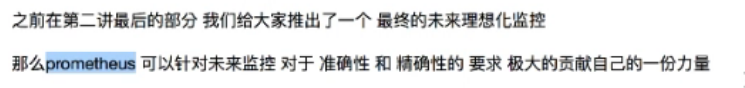 之前在第二讲最后的部分 我们给大家推出了一个 最终的未来理想化监控
那么prometheus 可以针对未来监控 对于 准确性 和 精确性的 要求 极大的贡献自己的一份力量